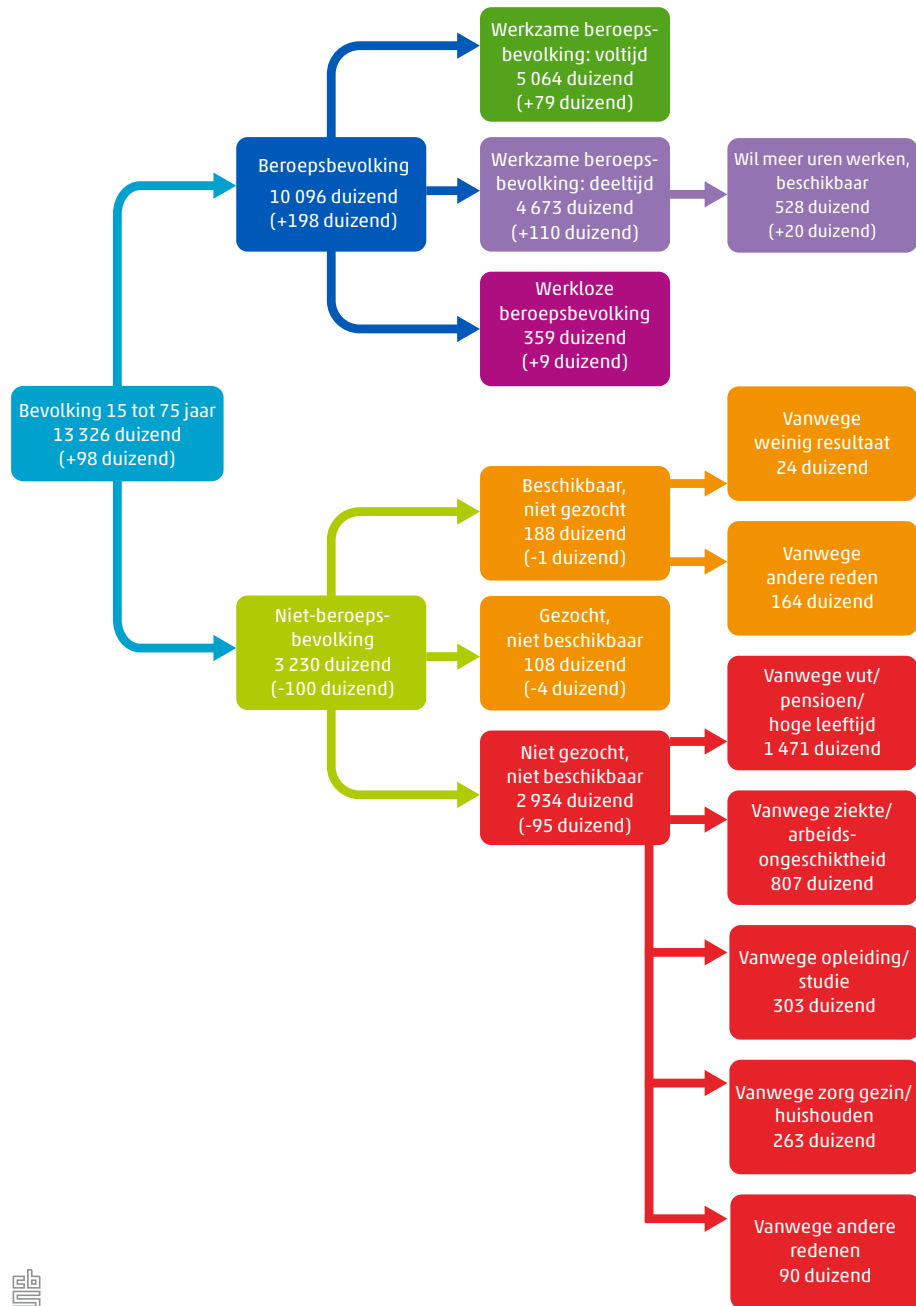 Werkzame beroeps-
bevolking: voltijd
5 064 duizend
(+79 duizend)
Beroepsbevolking
10 096 duizend
(+198 duizend)
Werkzame beroeps-
bevolking: deeltijd
4 673 duizend
(+110 duizend)
Wil meer uren werken,
beschikbaar
528 duizend
(+20 duizend)
Werkloze
beroepsbevolking
359 duizend
(+9 duizend)
Bevolking 15 tot 75 jaar
13 326 duizend
(+98 duizend)
Vanwege
weinig resultaat
24 duizend
Beschikbaar,
niet gezocht
188 duizend
(-1 duizend)
Vanwege
andere reden
164 duizend
Niet-beroeps-
bevolking
3 230 duizend
(-100 duizend)
Gezocht,
niet beschikbaar
108 duizend
(-4 duizend)
Vanwege vut/
pensioen/
hoge leeftijd
1 471 duizend
Niet gezocht,
niet beschikbaar
2 934 duizend
(-95 duizend)
Vanwege ziekte/
arbeids-
ongeschiktheid
807 duizend
Vanwege opleiding/
studie
303 duizend
Vanwege zorg gezin/
huishouden
263 duizend
Vanwege andere
redenen
90 duizend
cb